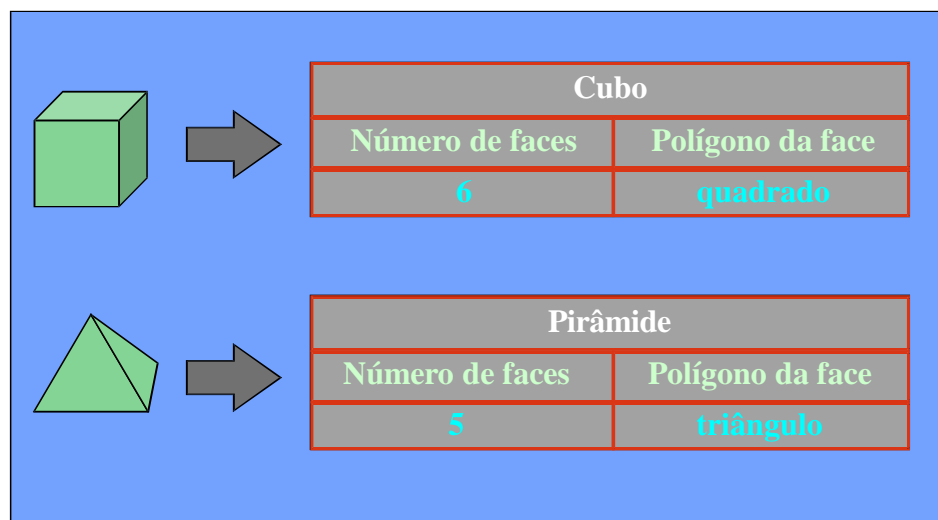 Cubo
Número de faces Polígono da face
6 quadrado
Pirâmide
Número de faces Polígono da face
5 triângulo